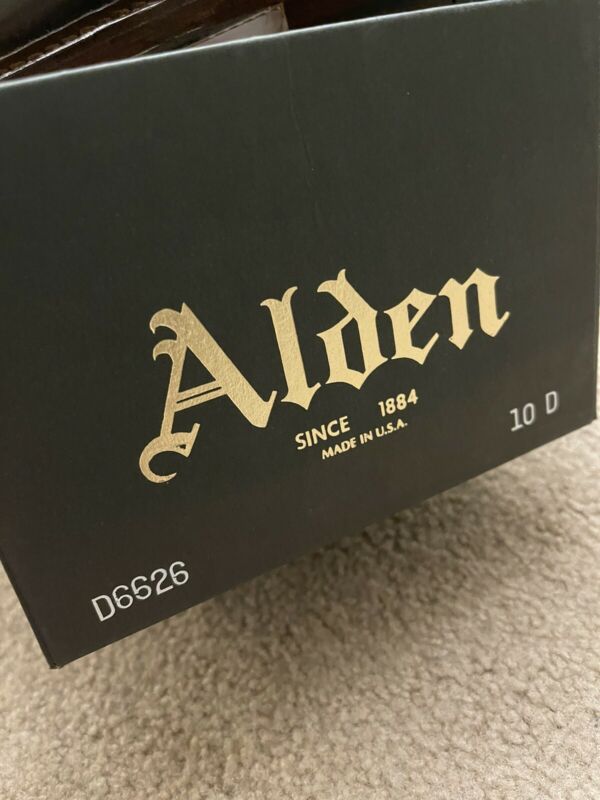 Alden
SINCE 1884
MADE IN U.S.A.
10 D
D6626